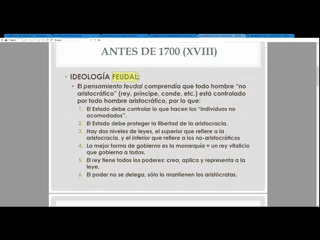 ANTES DE 1700 (XVIII)
• IDEOLOGÍA FEUDAL:
• El pensamiento feudal comprendía que todo hombre "no
aristocrático" (rey, príncipe, conde, etc.) está controlado
por toda hombre aristocrático, por lo que:
1. El Estado debe controlar lo que hacen los "individuos no
acomodados".
2. El Estado debe proteger la libertad de la aristocracia.
3. Hay dos niveles de leyes, el superior que refiere a la
aristocracia, y el inferior que refiere a los no-aristocráticos
4. La mejor forma de gobierno es la monarquía = un rey vitalicio
que gobierna a todos.
5. El rey tiene todos los poderes: crea, aplica y representa a la
leye.
6. El poder no se delega, sólo lo mantienen los aristócratas.